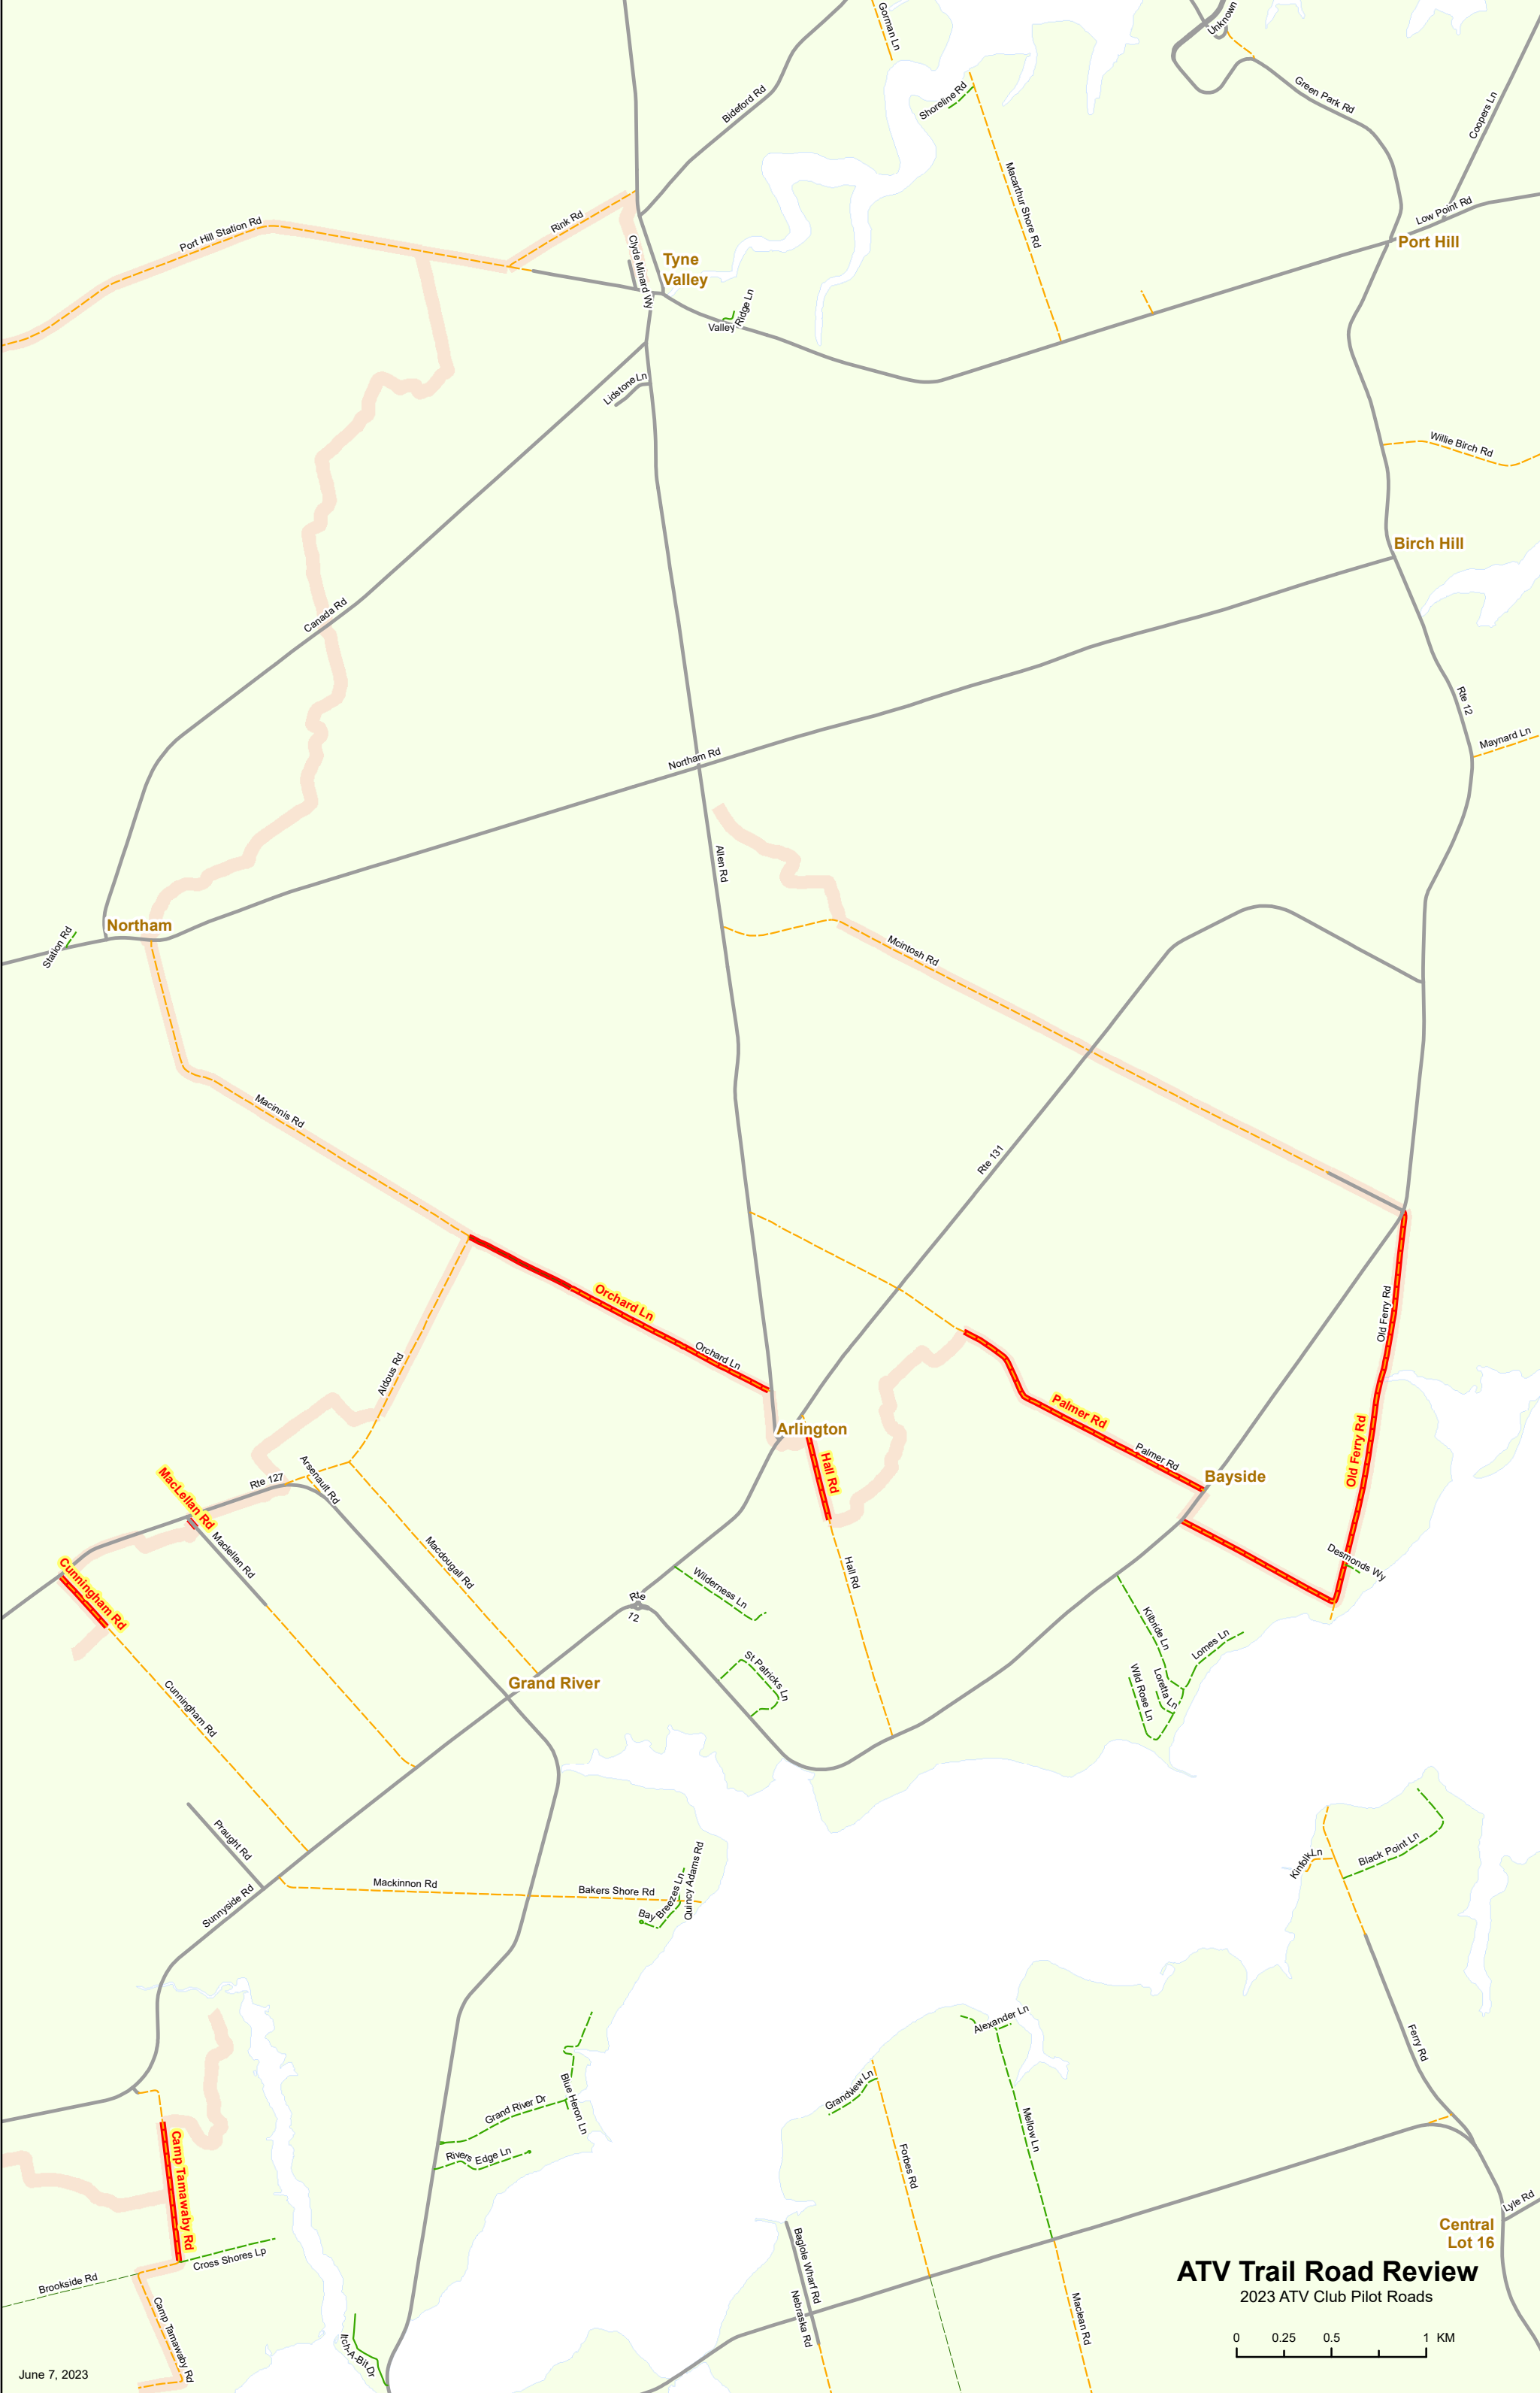 Gorman Ln
Unknown
Bideford Rd
Shoreline Rd
Green Park Rd
Coopers Ln
Macarthur Shore Rd
Low Point Rd
Port Hill Station Rd
Rink Rd
Clyde Minard Wy
Tyne
Valley
Port Hill
Valley Ridge Ln
Lidstone Ln
Willie Birch Rd
Birch Hill
Canada Rd
Rte 12
Maynard Ln
Northam Rd
Allen Rd
Northam
Station Rd
Mcintosh Rd
Macinnis Rd
Rte 131
Orchard Ln
Orchard Ln
Old Ferry Rd
Aldous Rd
Palmer Rd
Palmer Rd
Arlington
Hall Rd
Old Ferry Rd
Bayside
Rte 127
Arsenault Rd
MacLellan Rd
Maclellan Rd
Macdougall Rd
Cunningham Rd
Hall Rd
Desmonds Wy
Wilderness Ln
Rte
12
Kilbride Ln
Lomes Ln
Loretta Ln
Wild Rose Ln
St Patricks Ln
Grand River
Cunningham Rd
Praught Rd
Sunnyside Rd
Mackinnon Rd
Bakers Shore Rd
Bay Breezes Ln
Quincy Adams Rd
Kinfolk Ln
Black Point Ln
Alexander Ln
Ferry Rd
Grandview Ln
Blue Heron Ln
Grand River Dr
Rivers Edge Ln
Mellow Ln
Forbes Rd
Camp Tamawaby Rd
Cross Shores Lp
Brookside Rd
Camp Tamawaby Rd
Itch-A-Bit Dr
Baglole Wharf Rd
Nebraska Rd
Maclean Rd
Lyle Rd
Central
Lot 16
ATV Trail Road Review
2023 ATV Club Pilot Roads
0 0.25 0.5 1 KM
June 7, 2023